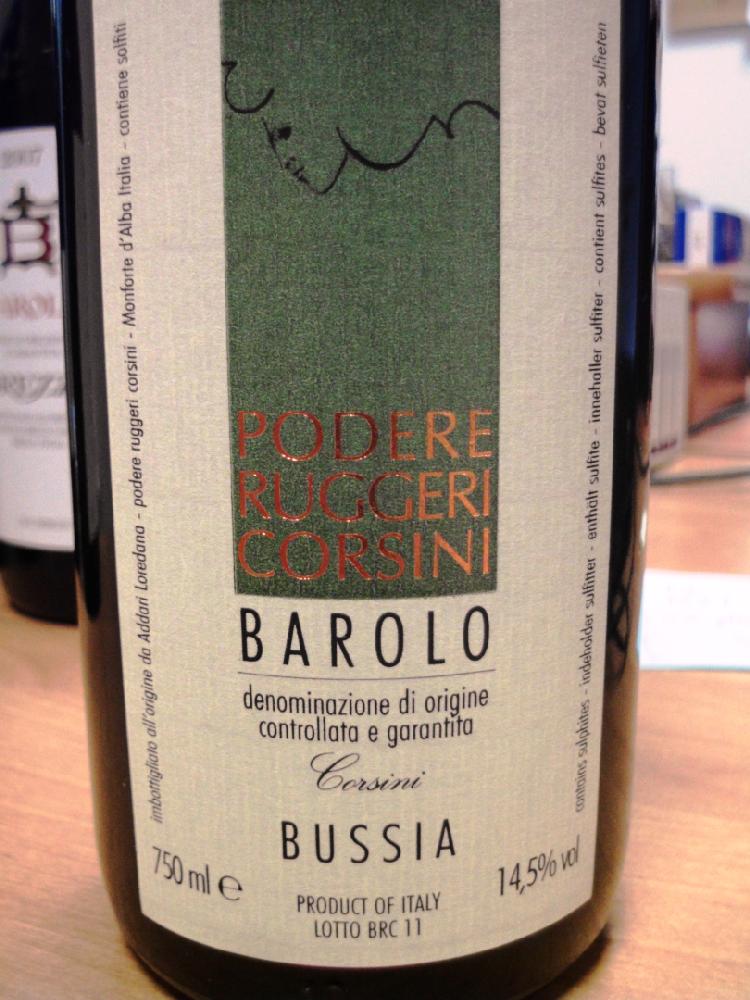 2007
B
imbottigliato all'origine da Addari Loredana - podere ruggeri corsini - Monforte d'Alba Italia - contiene solfiti
PODERE
RUGGERI
CORSINI
BAROLO
denominazione di origine
controllata e garantita
Corsini
BUSSIA
750 ml e
14,5% vol
PRODUCT OF ITALY
LOTTO BRC 11
contains sulphites - indeholder sulfitter - enthält sulfite - innehaller sulfiter - contient sulfites - bevat sulfieten